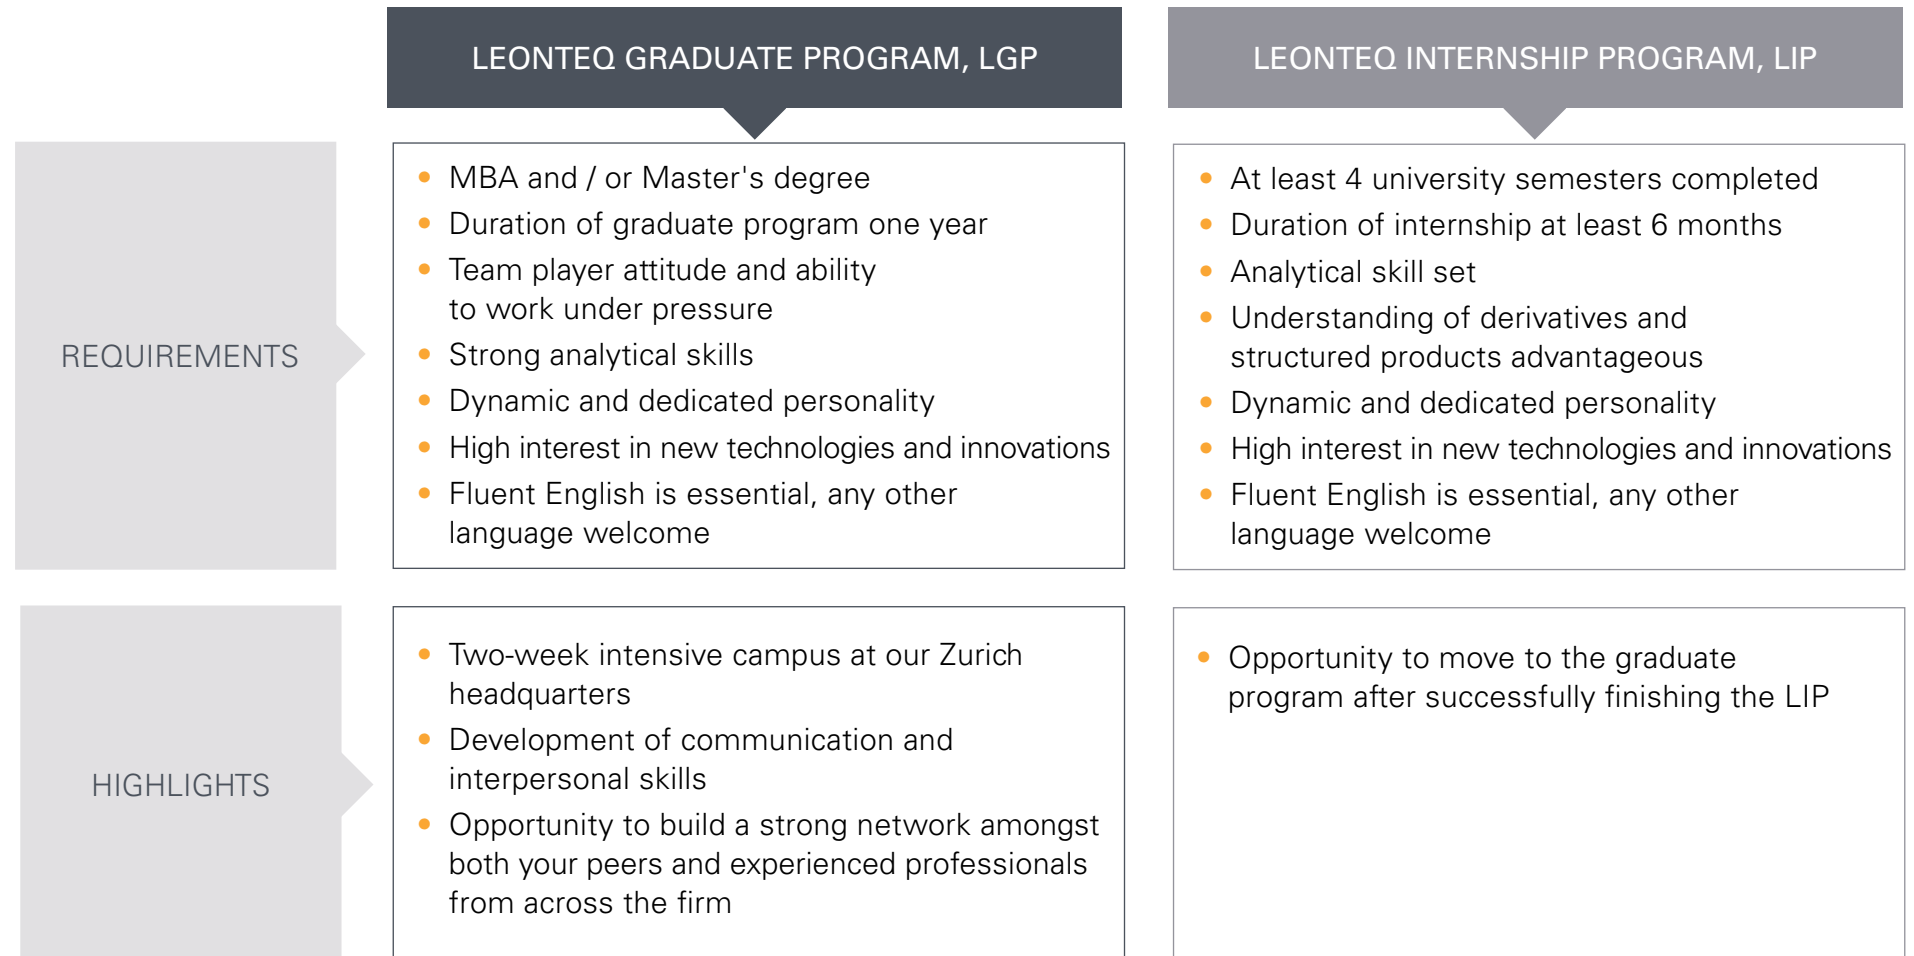 LEONTEQ GRADUATE PROGRAM, LGP
LEONTEQ INTERNSHIP PROGRAM, LIP
REQUIREMENTS
• MBA and / or Master's degree
• Duration of graduate program one year
• Team player attitude and ability
to work under pressure
• Strong analytical skills
• Dynamic and dedicated personality
• High interest in new technologies and innovations
• Fluent English is essential, any other
language welcome
• At least 4 university semesters completed
• Duration of internship at least 6 months
• Analytical skill set
• Understanding of derivatives and
structured products advantageous
• Dynamic and dedicated personality
• High interest in new technologies and innovations
• Fluent English is essential, any other
language welcome
HIGHLIGHTS
• Two-week intensive campus at our Zurich
headquarters
• Development of communication and
interpersonal skills
• Opportunity to build a strong network amongst
both your peers and experienced professionals
from across the firm
• Opportunity to move to the graduate
program after successfully finishing the LIP